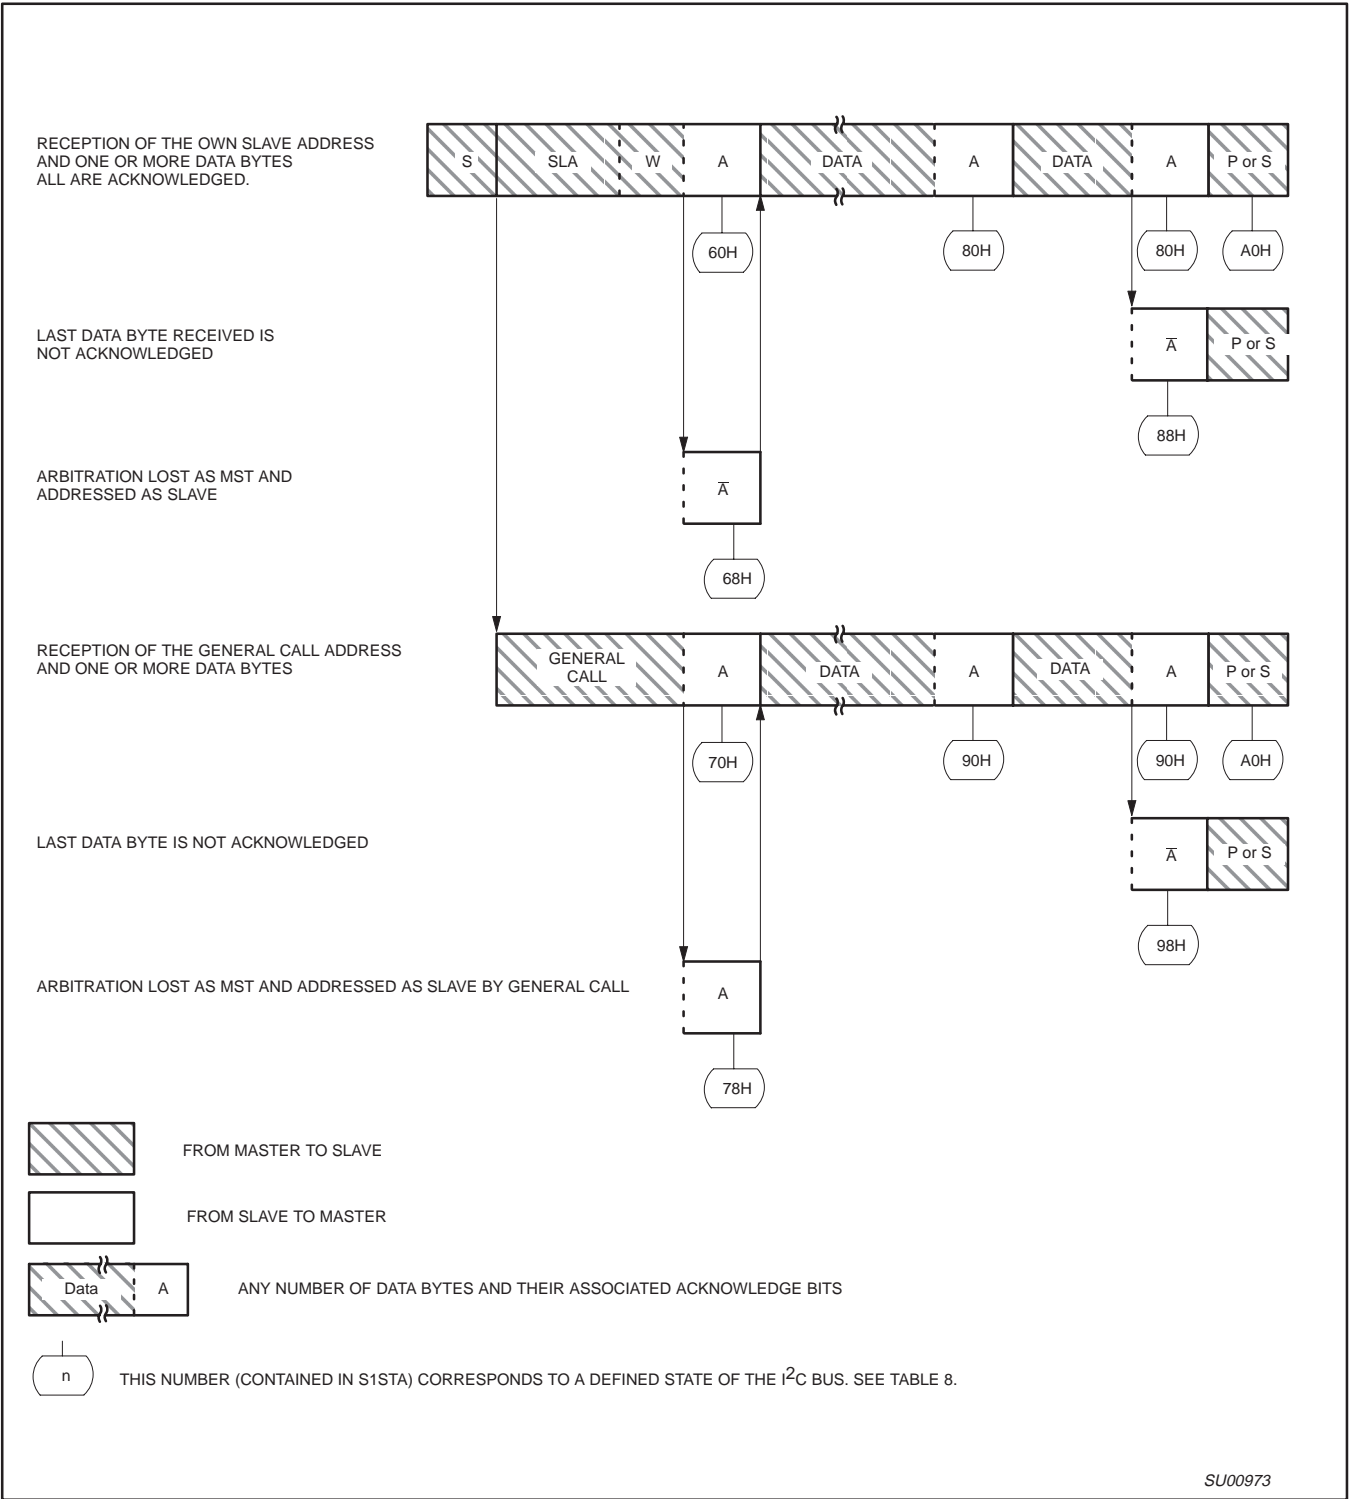 RECEPTION OF THE OWN SLAVE ADDRESS
AND ONE OR MORE DATA BYTES
ALL ARE ACKNOWLEDGED.
S SLA W A DATA A DATA A P or S
60H 80H 80H A0H
LAST DATA BYTE RECEIVED IS
NOT ACKNOWLEDGED
A̅ P or S
88H
ARBITRATION LOST AS MST AND
ADDRESSED AS SLAVE
A̅
68H
RECEPTION OF THE GENERAL CALL ADDRESS
AND ONE OR MORE DATA BYTES
GENERAL
CALL
A DATA A DATA A P or S
70H 90H 90H A0H
LAST DATA BYTE IS NOT ACKNOWLEDGED
A̅ P or S
98H
ARBITRATION LOST AS MST AND ADDRESSED AS SLAVE BY GENERAL CALL
A
78H
FROM MASTER TO SLAVE
FROM SLAVE TO MASTER
Data A ANY NUMBER OF DATA BYTES AND THEIR ASSOCIATED ACKNOWLEDGE BITS
n THIS NUMBER (CONTAINED IN S1STA) CORRESPONDS TO A DEFINED STATE OF THE I²C BUS. SEE TABLE 8.
SU00973